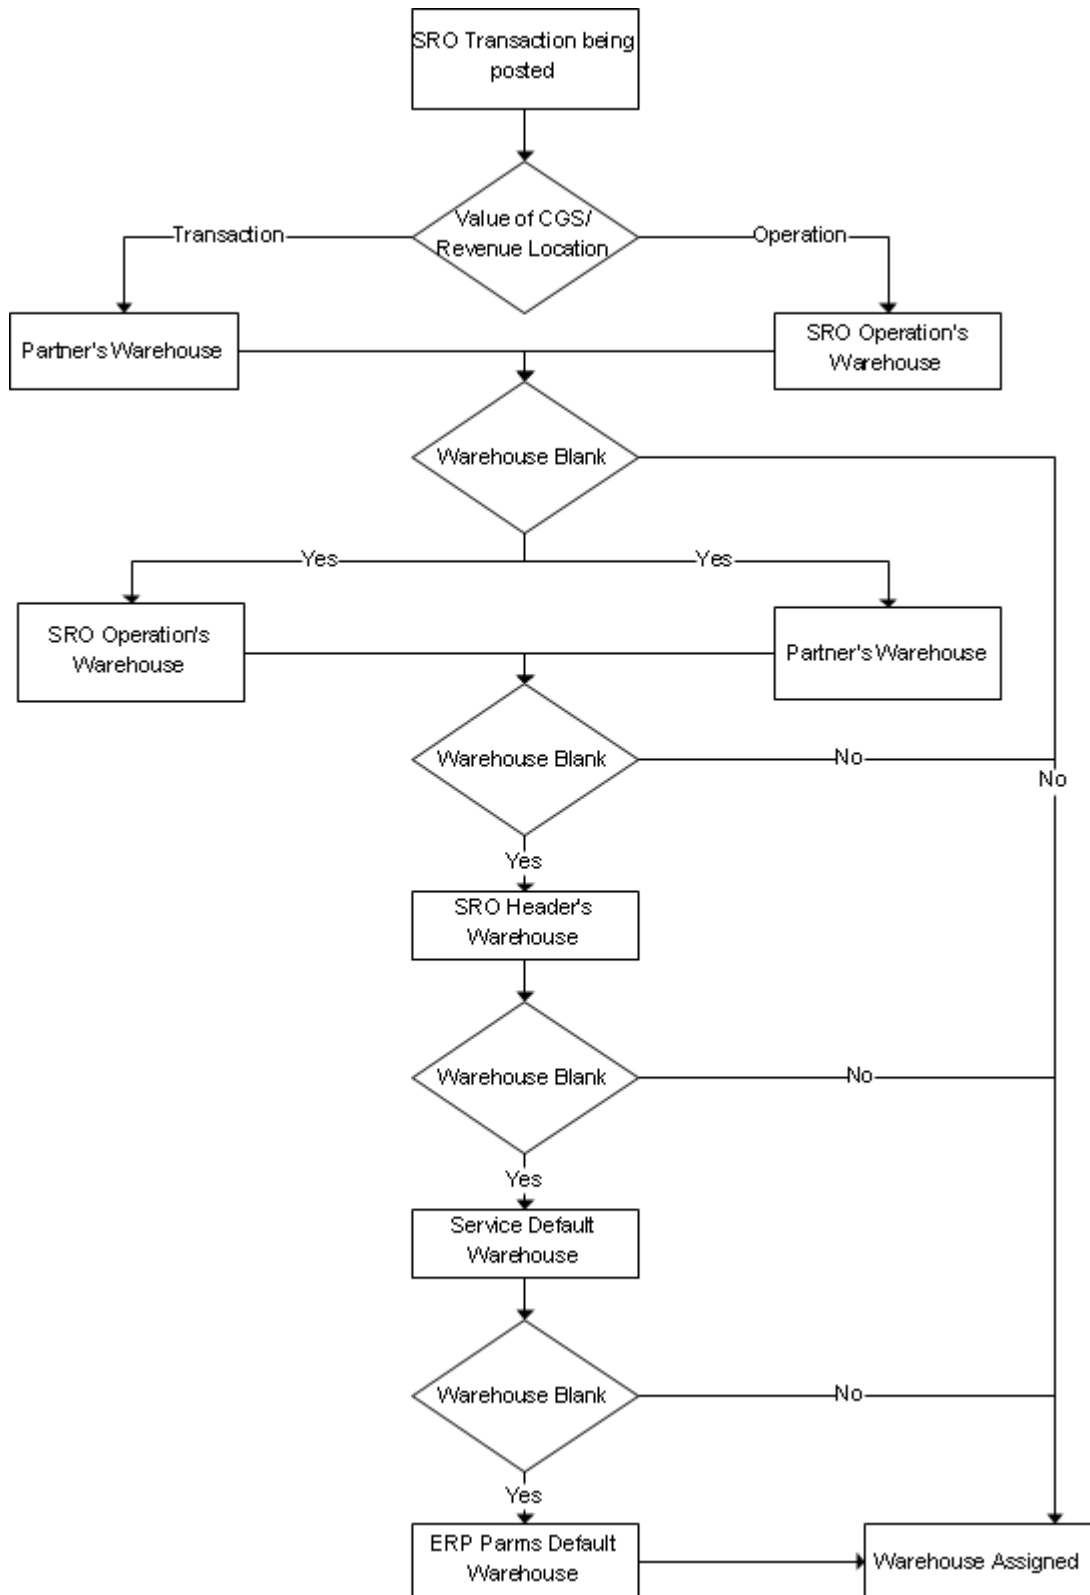 SRO Transaction being
posted
Value of CGS/
Revenue Location
Transaction
Operation
Partner's Warehouse
SRO Operation's
Warehouse
Warehouse Blank
Yes
Yes
SRO Operation's
Warehouse
Partner's Warehouse
Warehouse Blank
No
No
Yes
SRO Header's
Warehouse
Warehouse Blank
No
Yes
Service Default
Warehouse
Warehouse Blank
No
Yes
ERP Parms Default
Warehouse
Warehouse Assigned